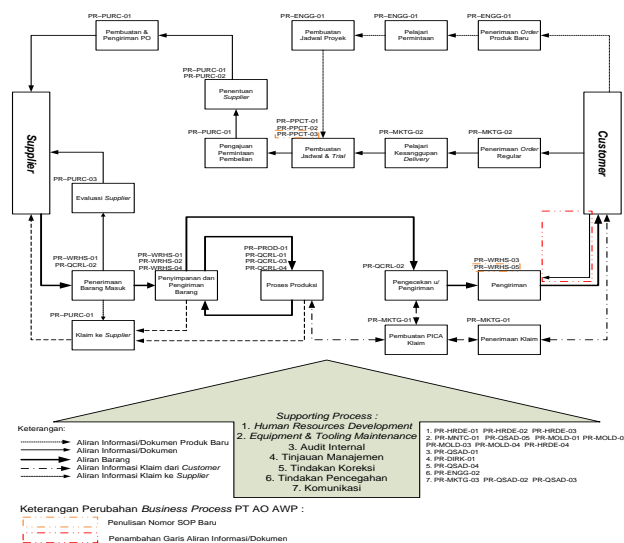 PR–PURC-01
Pembuatan &
Pengiriman PO
PR–ENGG-01
Pembuatan
Jadwal Proyek
PR–ENGG-01
Pelajari
Permintaan
PR–ENGG-01
Penerimaan Order
Produk Baru
PR–PURC-01
PR-PURC-02
Penentuan
Supplier
PR–PURC-01
Pengajuan
Permintaan
Pembelian
PR–PPCT-01
PR-PPCT-02
PR-PPCT-03
Pembuatan
Jadwal & Trial
PR–MKTG-02
Pelajari
Kesanggupan
Delivery
PR–MKTG-02
Penerimaan Order
Regular
Supplier
Customer
PR–PURC-03
Evaluasi Supplier
PR–WRHS-01
PR-QCRL-02
Penerimaan
Barang Masuk
PR–WRHS-01
PR-WRHS-02
PR-WRHS-04
Penyimpanan dan
Pengiriman
Barang
PR–PROD-01
PR-QCRL-01
PR-QCRL-03
PR-QCRL-04
Proses Produksi
PR-QCRL-02
Pengecekan u/
Pengiriman
PR–WRHS-03
PR–WRHS-05
Pengiriman
PR–PURC-01
Klaim ke Supplier
PR–MKTG-01
Pembuatan PICA
Klaim
PR–MKTG-01
Penerimaan Klaim
Supporting Process :
1. Human Resources Development
2. Equipment & Tooling Maintenance
3. Audit Internal
4. Tinjauan Manajemen
5. Tindakan Koreksi
6. Tindakan Pencegahan
7. Komunikasi
1. PR-HRDE-01 PR-HRDE-02 PR-HRDE-03
2. PR-MNTC-01 PR-QSAD-05 PR-MOLD-01 PR-MOLD-0
PR-MOLD-03 PR-MOLD-04 PR-HRDE-04
3. PR-QSAD-01
4. PR-DIRK-01
5. PR-QSAD-04
6. PR-ENGG-02
7. PR-MKTG-03 PR-QSAD-02 PR-QSAD-03
Keterangan:
Aliran Informasi/Dokumen Produk Baru
Aliran Informasi/Dokumen
Aliran Barang
Aliran Informasi Klaim dari Customer
Aliran Informasi Klaim ke Supplier
Keterangan Perubahan Business Process PT AO AWP :
Penulisan Nomor SOP Baru
Penambahan Garis Aliran Informasi/Dokumen